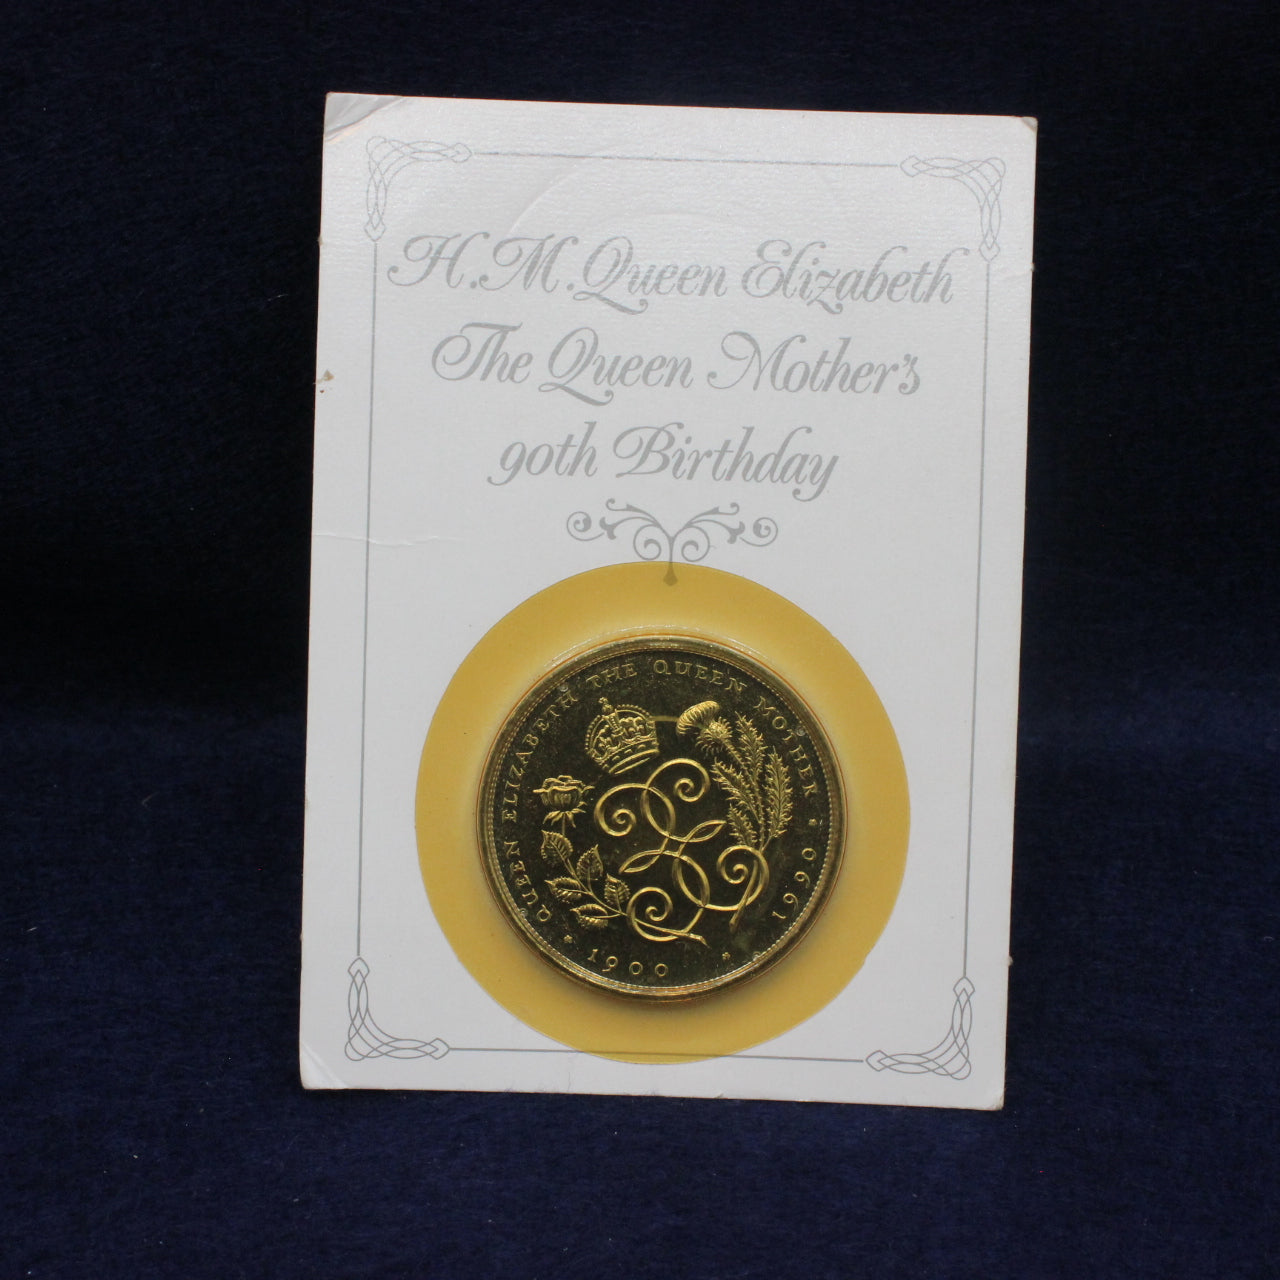 H.M. Queen Elizabeth
The Queen Mother's
90th Birthday
QUEEN ELIZABETH THE QUEEN MOTHER
1900
1990